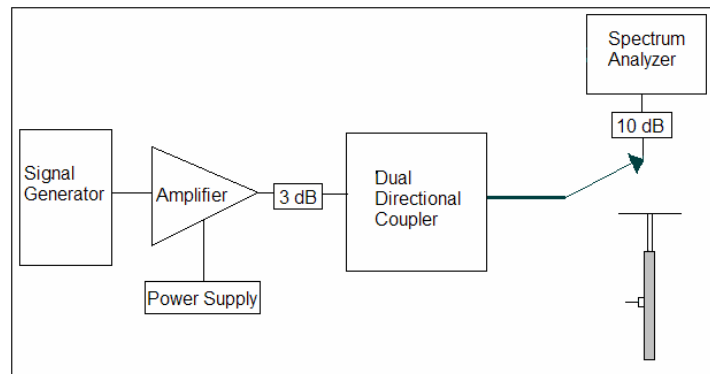 Spectrum
Analyzer
10 dB
Signal
Generator
Amplifier
3 dB
Dual
Directional
Coupler
Power Supply